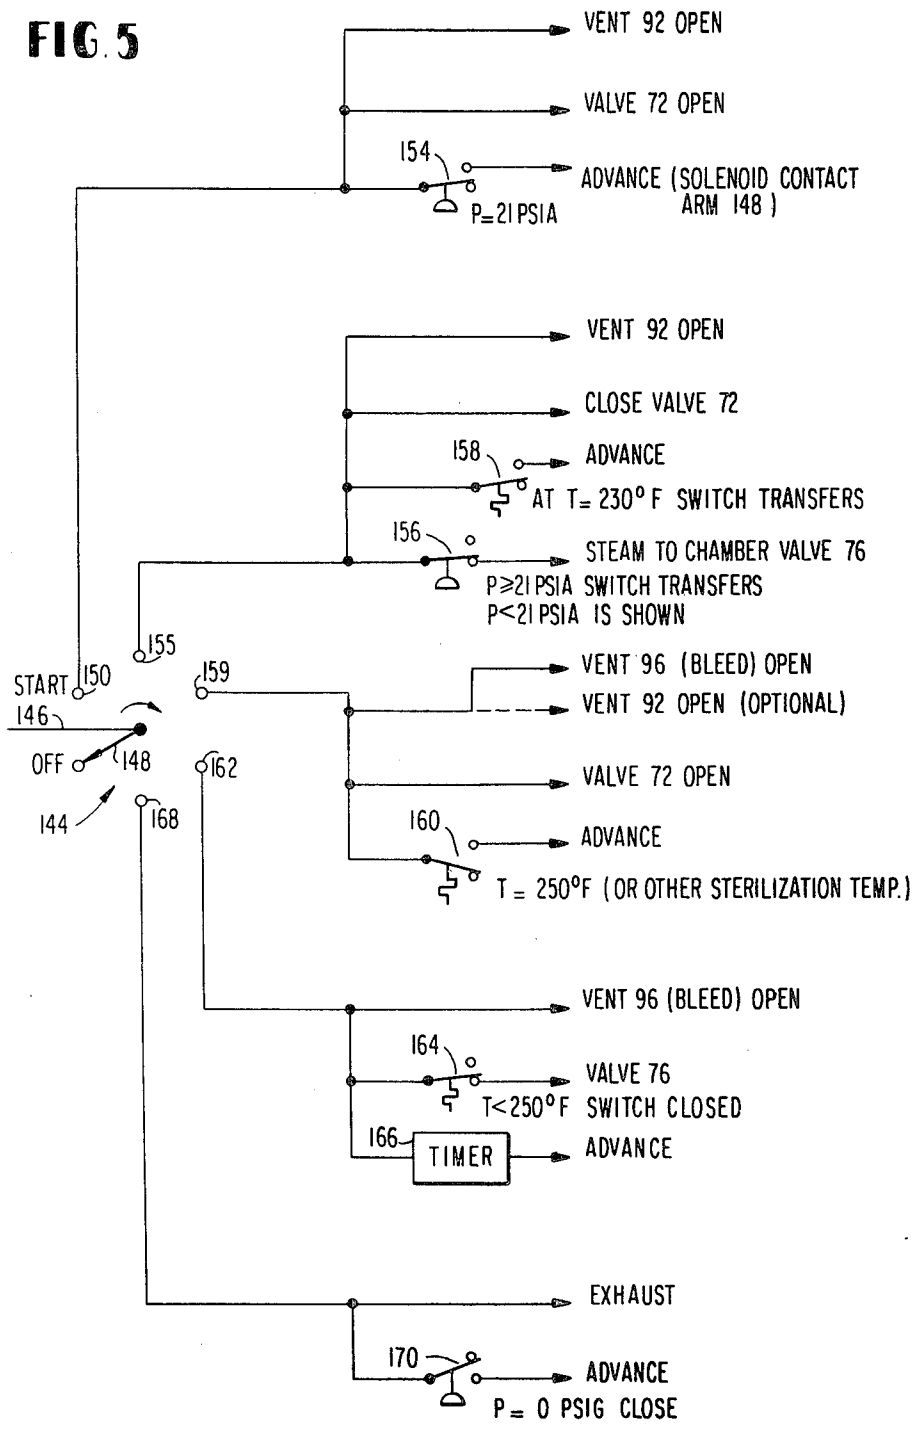 FIG. 5
VENT 92 OPEN
VALVE 72 OPEN
154
ADVANCE (SOLENOID CONTACT
ARM 148)
P=21 PSIA
VENT 92 OPEN
CLOSE VALVE 72
158
ADVANCE
AT T= 230°F SWITCH TRANSFERS
156
STEAM TO CHAMBER VALVE 76
P≥21 PSIA SWITCH TRANSFERS
P<21 PSIA IS SHOWN
155
START 150
159
VENT 96 (BLEED) OPEN
146
VENT 92 OPEN (OPTIONAL)
OFF
148
162
VALVE 72 OPEN
144
168
160
ADVANCE
T = 250°F (OR OTHER STERILIZATION TEMP.)
VENT 96 (BLEED) OPEN
164
VALVE 76
T<250°F SWITCH CLOSED
166
TIMER
ADVANCE
EXHAUST
170
ADVANCE
P = 0 PSIG CLOSE